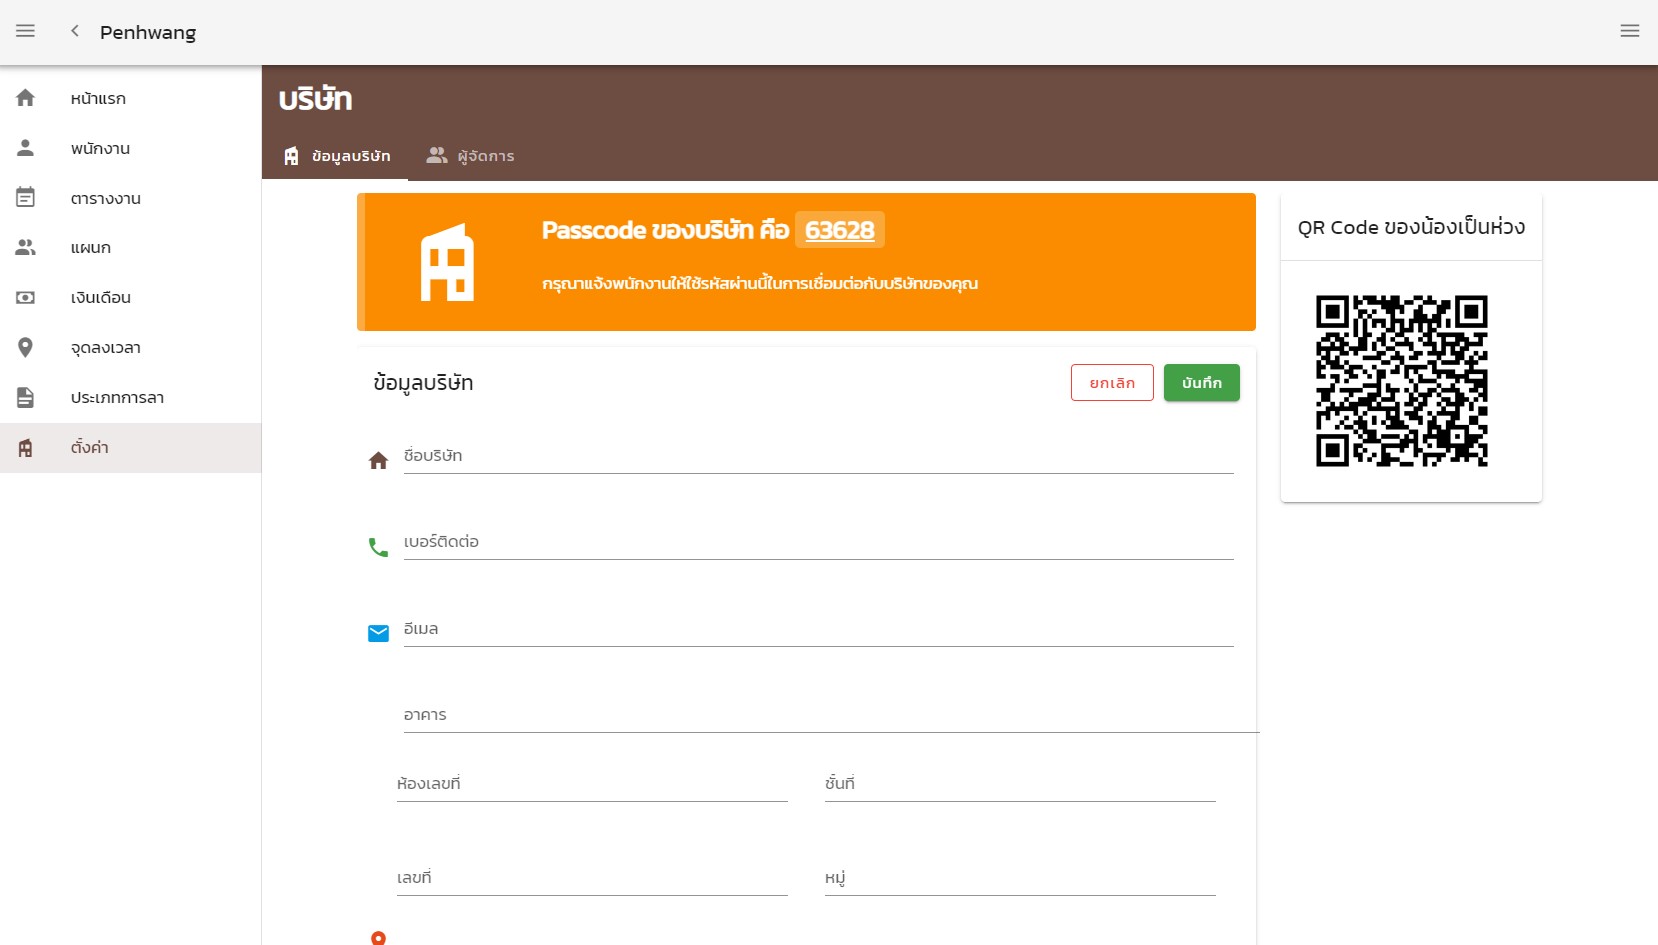 Penhwang
หน้าแรก
พนักงาน
ตารางงาน
แผนก
เงินเดือน
จุดลงเวลา
ประเภทการลา
ตั้งค่า
บริษัท
ข้อมูลบริษัท
ผู้จัดการ
Passcode ของบริษัท คือ 63628
กรุณาแจ้งพนักงานให้ใช้รหัสผ่านนี้ในการเชื่อมต่อกับบริษัทของคุณ
QR Code ของน้องเป็นห่วง
ข้อมูลบริษัท
ยกเลิก
บันทึก
ชื่อบริษัท
เบอร์ติดต่อ
อีเมล
อาคาร
ห้องเลขที่
ชั้นที่
เลขที่
หมู่